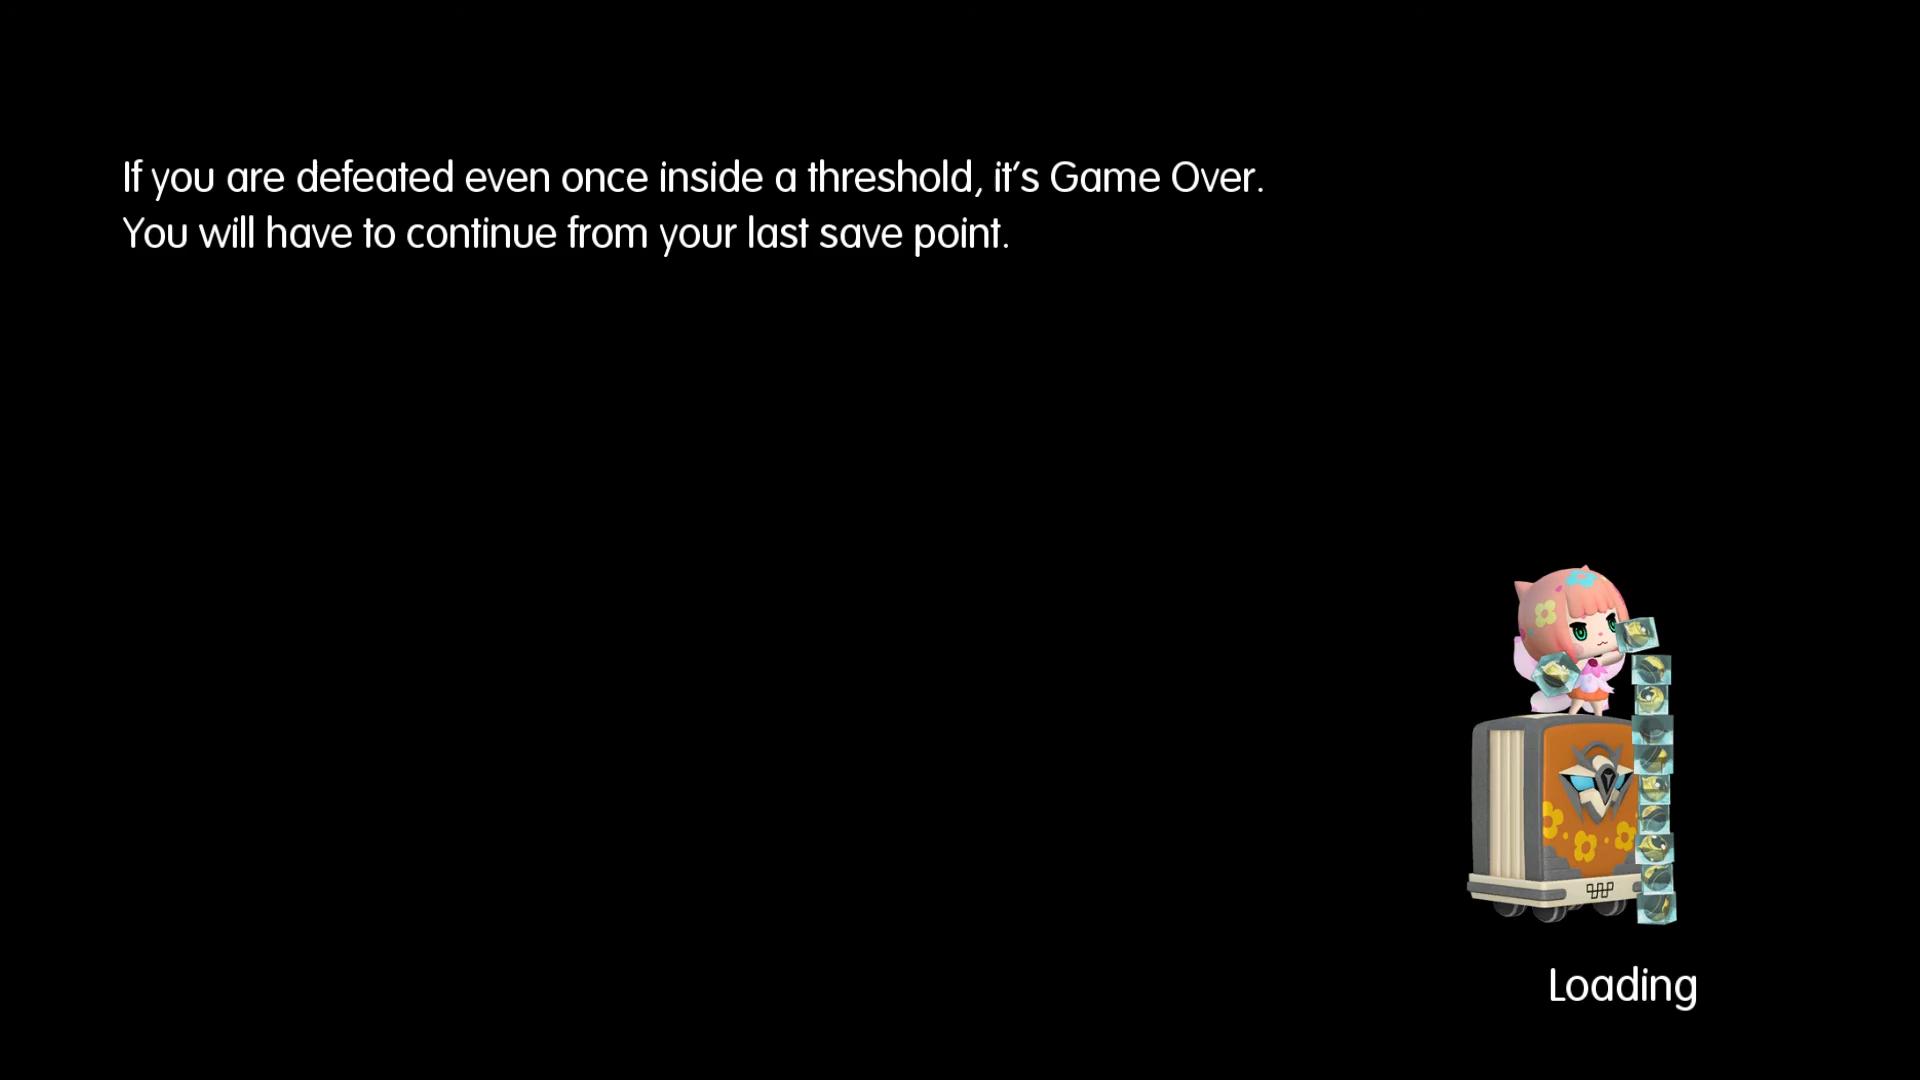 If you are defeated even once inside a threshold, it's Game Over.
You will have to continue from your last save point.
Loading